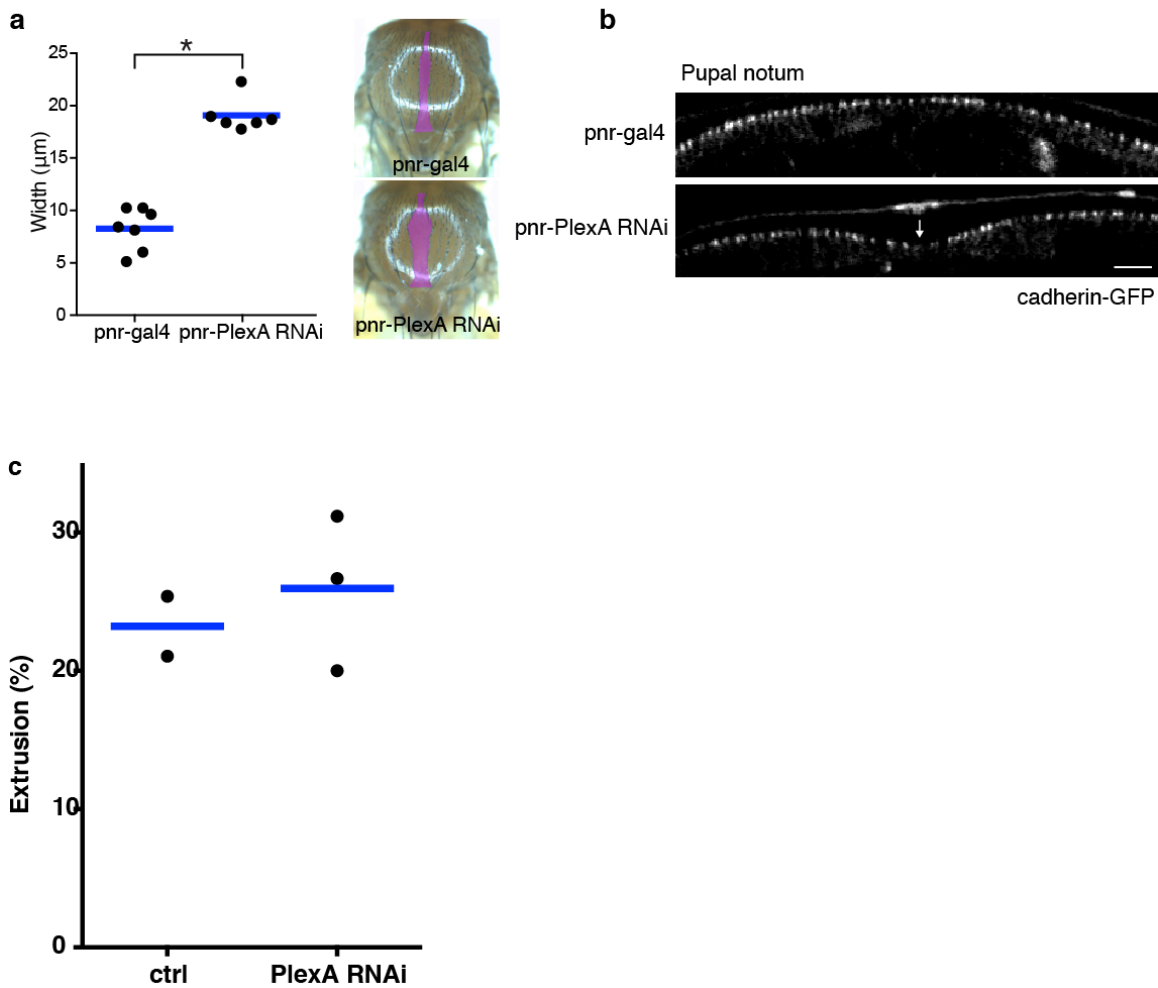 a
25
20
15
10
5
0
Width (µm)
*
pnr-gal4
pnr-PlexA RNAi
pnr-gal4
pnr-PlexA RNAi
b
Pupal notum
pnr-gal4
pnr-PlexA RNAi
cadherin-GFP
c
30
20
10
0
Extrusion (%)
ctrl
PlexA RNAi